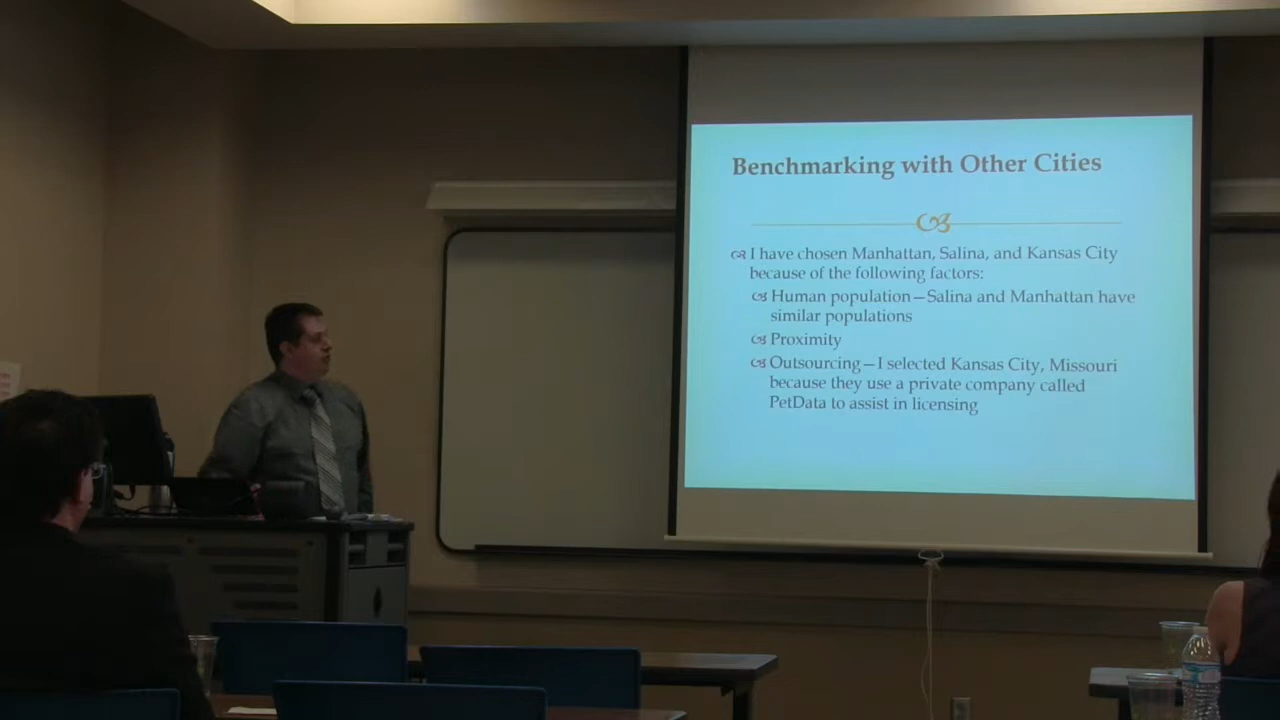 Benchmarking with Other Cities
I have chosen Manhattan, Salina, and Kansas City
because of the following factors:
Human population—Salina and Manhattan have
similar populations
Proximity
Outsourcing—I selected Kansas City, Missouri
because they use a private company called
PetData to assist in licensing